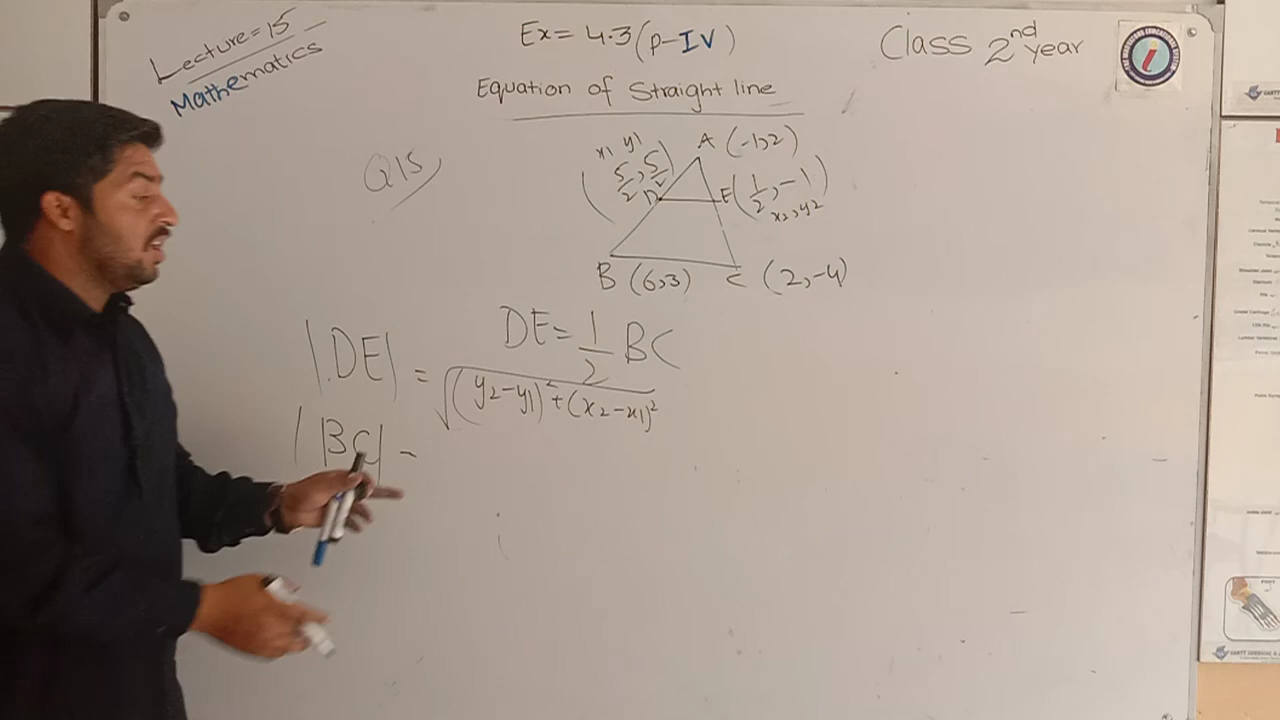 Lecture=15
Mathematics
Ex= 4.3 (P-IV)
Class 2nd year
Equation of Straight line
Q15
x1 y1
(5/2, 5/2)
A (-1,2)
D
E (1/2, -1)
x2, y2
B (6,3)
C (2,-4)
DE = 1/2 BC
|DE| = √(y2-y1)²+(x2-x1)²
|BC| -